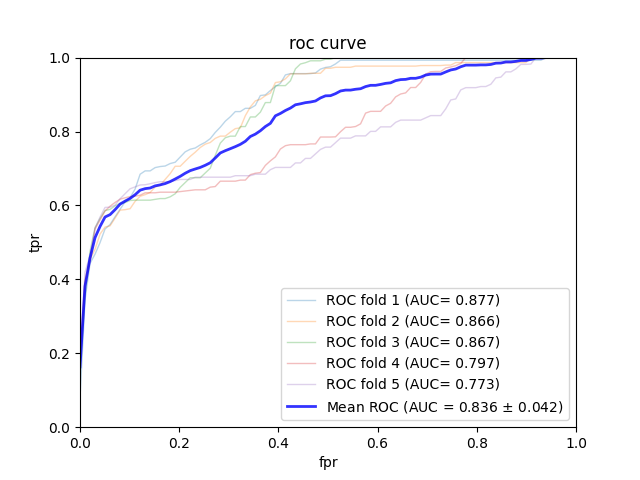 roc curve
1.0
0.8
0.6
0.4
0.2
0.0
tpr
ROC fold 1 (AUC= 0.877)
ROC fold 2 (AUC= 0.866)
ROC fold 3 (AUC= 0.867)
ROC fold 4 (AUC= 0.797)
ROC fold 5 (AUC= 0.773)
Mean ROC (AUC = 0.836 ± 0.042)
0.0 0.2 0.4 0.6 0.8 1.0
fpr